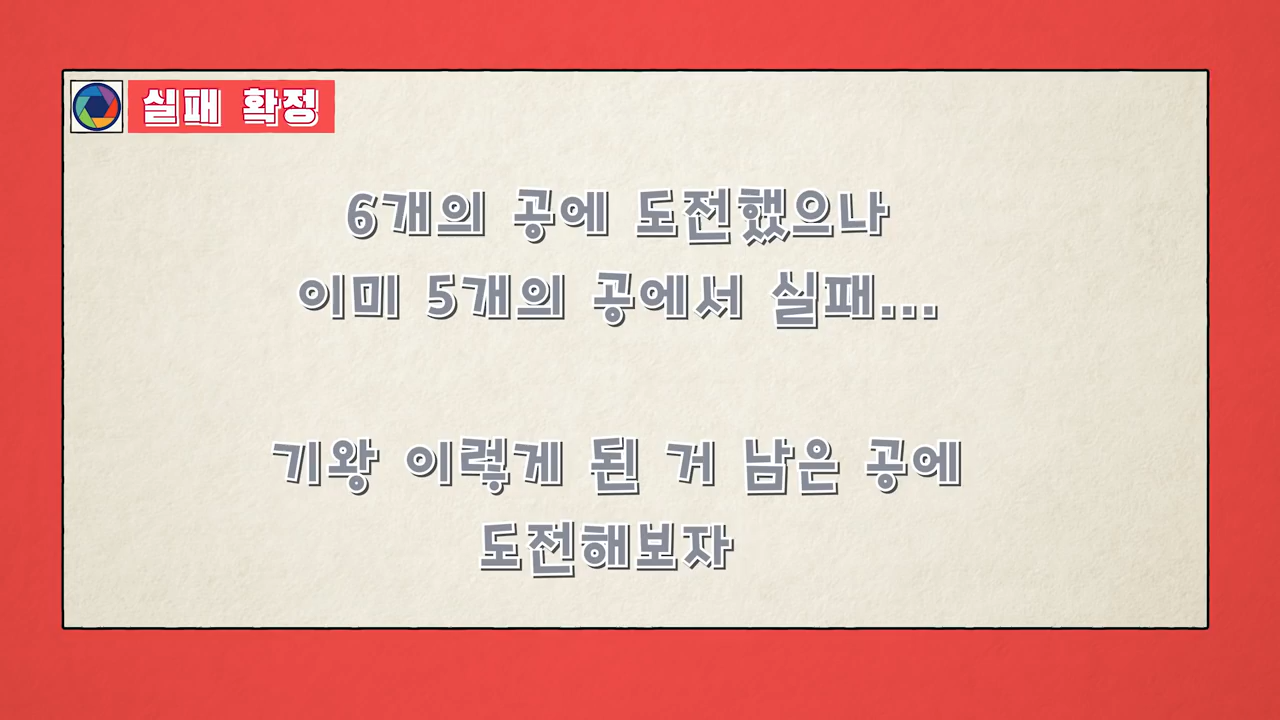 실패 확정
6개의 공에 도전했으나
이미 5개의 공에서 실패...
기왕 이렇게 된 거 남은 공에
도전해보자